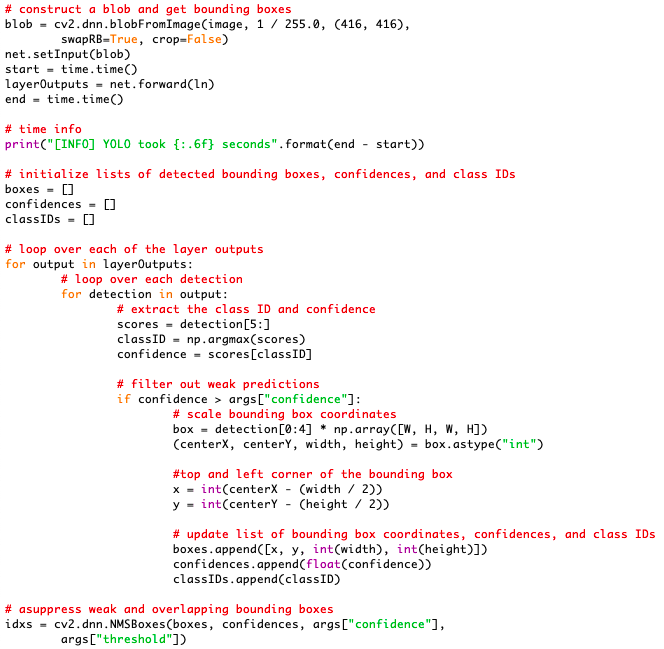 # construct a blob and get bounding boxes
blob = cv2.dnn.blobFromImage(image, 1 / 255.0, (416, 416),
        swapRB=True, crop=False)
net.setInput(blob)
start = time.time()
layerOutputs = net.forward(ln)
end = time.time()

# time info
print("[INFO] YOLO took {:.6f} seconds".format(end - start))

# initialize lists of detected bounding boxes, confidences, and class IDs
boxes = []
confidences = []
classIDs = []

# loop over each of the layer outputs
for output in layerOutputs:
        # loop over each detection
        for detection in output:
                # extract the class ID and confidence
                scores = detection[5:]
                classID = np.argmax(scores)
                confidence = scores[classID]

                # filter out weak predictions
                if confidence > args["confidence"]:
                        # scale bounding box coordinates
                        box = detection[0:4] * np.array([W, H, W, H])
                        (centerX, centerY, width, height) = box.astype("int")

                        #top and left corner of the bounding box
                        x = int(centerX - (width / 2))
                        y = int(centerY - (height / 2))

                        # update list of bounding box coordinates, confidences, and class IDs
                        boxes.append([x, y, int(width), int(height)])
                        confidences.append(float(confidence))
                        classIDs.append(classID)

# asuppress weak and overlapping bounding boxes
idxs = cv2.dnn.NMSBoxes(boxes, confidences, args["confidence"],
        args["threshold"])